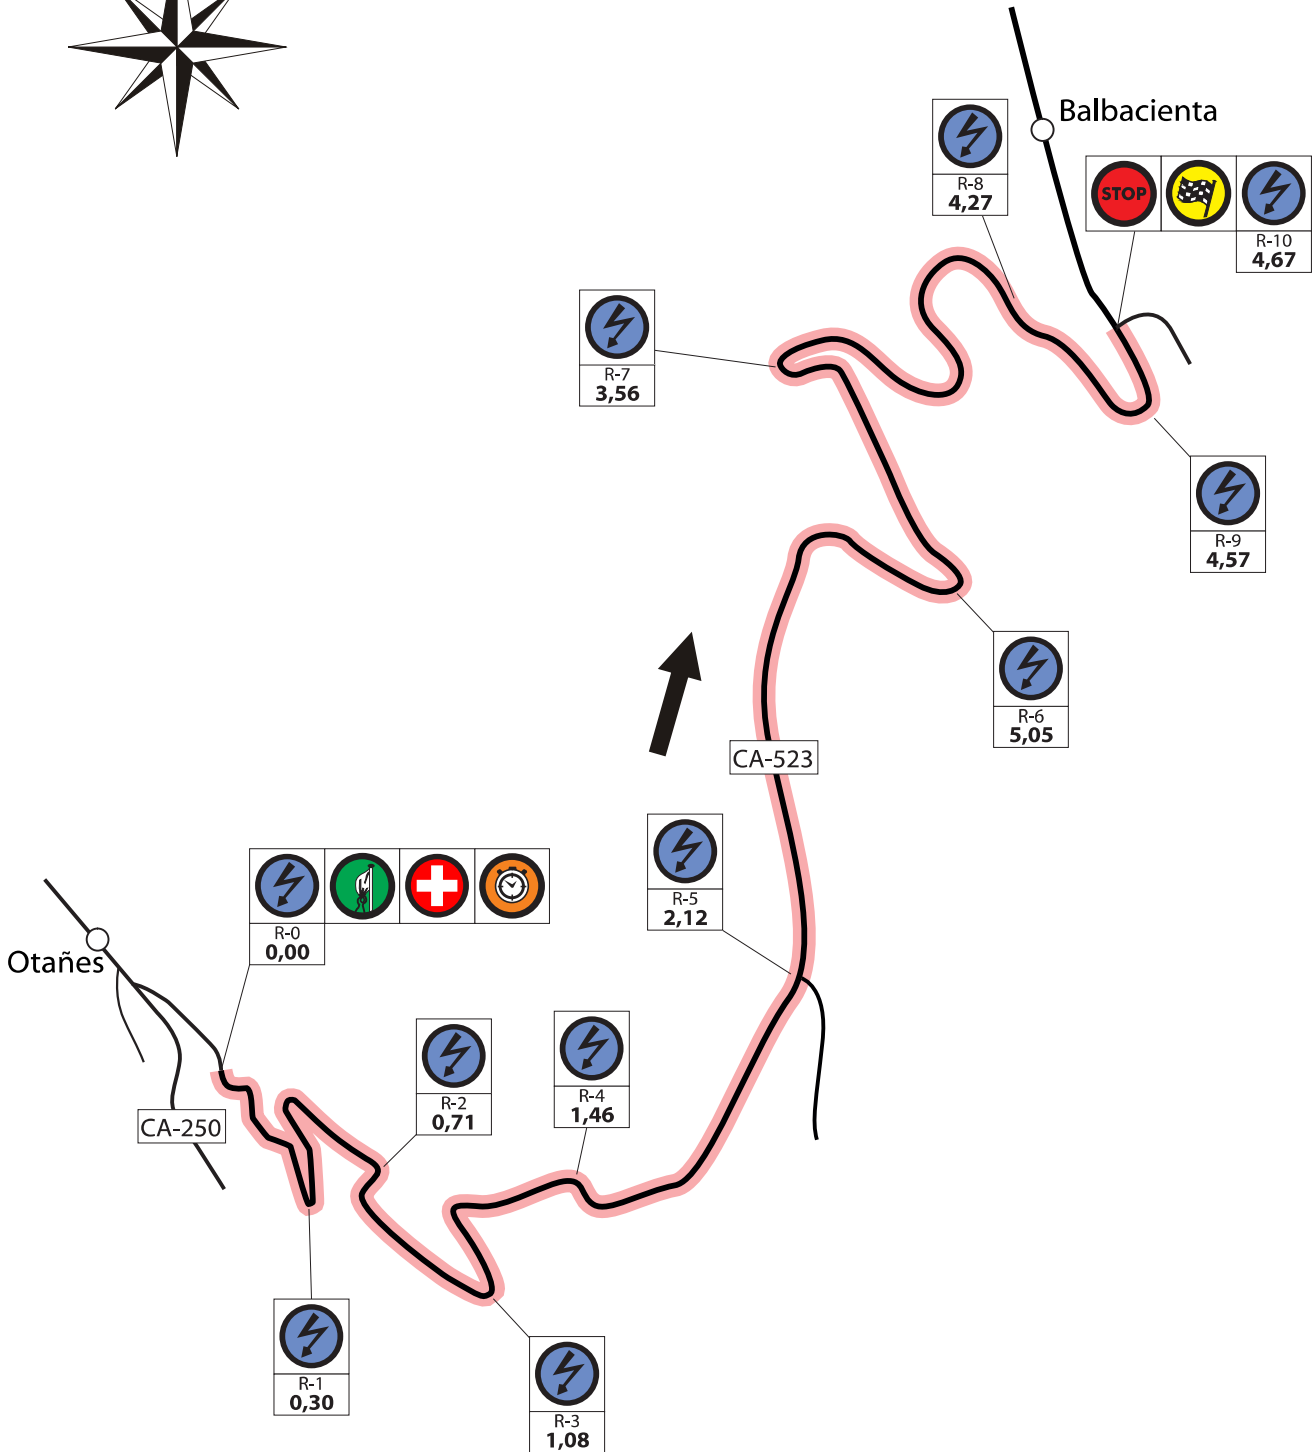 Balbacienta
R-8
4,27
STOP
R-10
4,67
R-7
3,56
R-9
4,57
R-6
5,05
CA-523
R-5
2,12
R-0
0,00
Otañes
R-2
0,71
R-4
1,46
CA-250
R-1
0,30
R-3
1,08